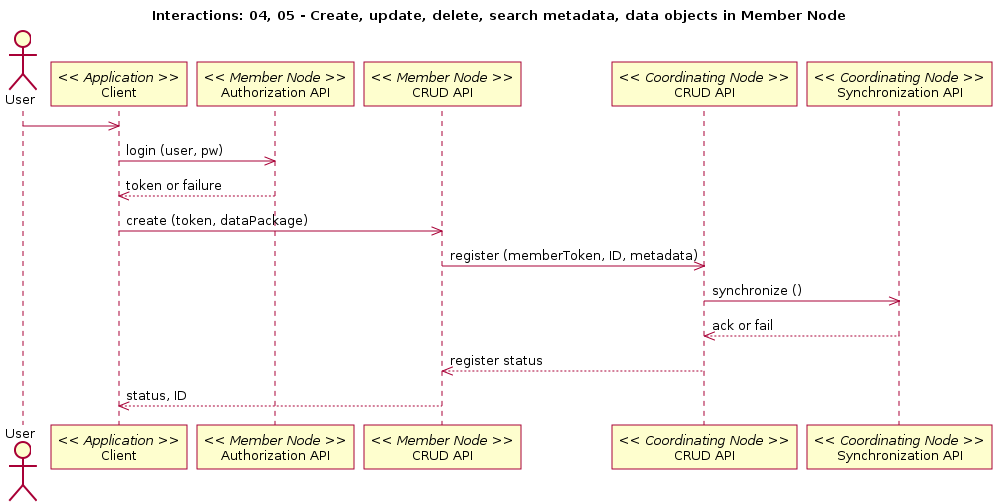 Interactions: 04, 05 - Create, update, delete, search metadata, data objects in Member Node
User
<< Application >>
Client
<< Member Node >>
Authorization API
<< Member Node >>
CRUD API
<< Coordinating Node >>
CRUD API
<< Coordinating Node >>
Synchronization API
login (user, pw)
token or failure
create (token, dataPackage)
register (memberToken, ID, metadata)
synchronize ()
ack or fail
register status
status, ID
User
<< Application >>
Client
<< Member Node >>
Authorization API
<< Member Node >>
CRUD API
<< Coordinating Node >>
CRUD API
<< Coordinating Node >>
Synchronization API